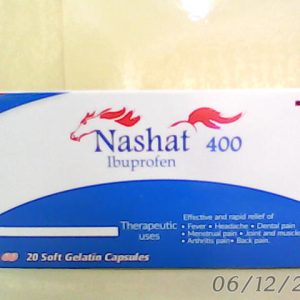 Nashat 400
Ibuprofen
Therapeutic
uses
Effective and rapid relief of
• Fever • Headache • Dental pain
• Menstrual pain • Joint and muscle
• Arthritis pain • Back pain.
20 Soft Gelatin Capsules
06/12/2